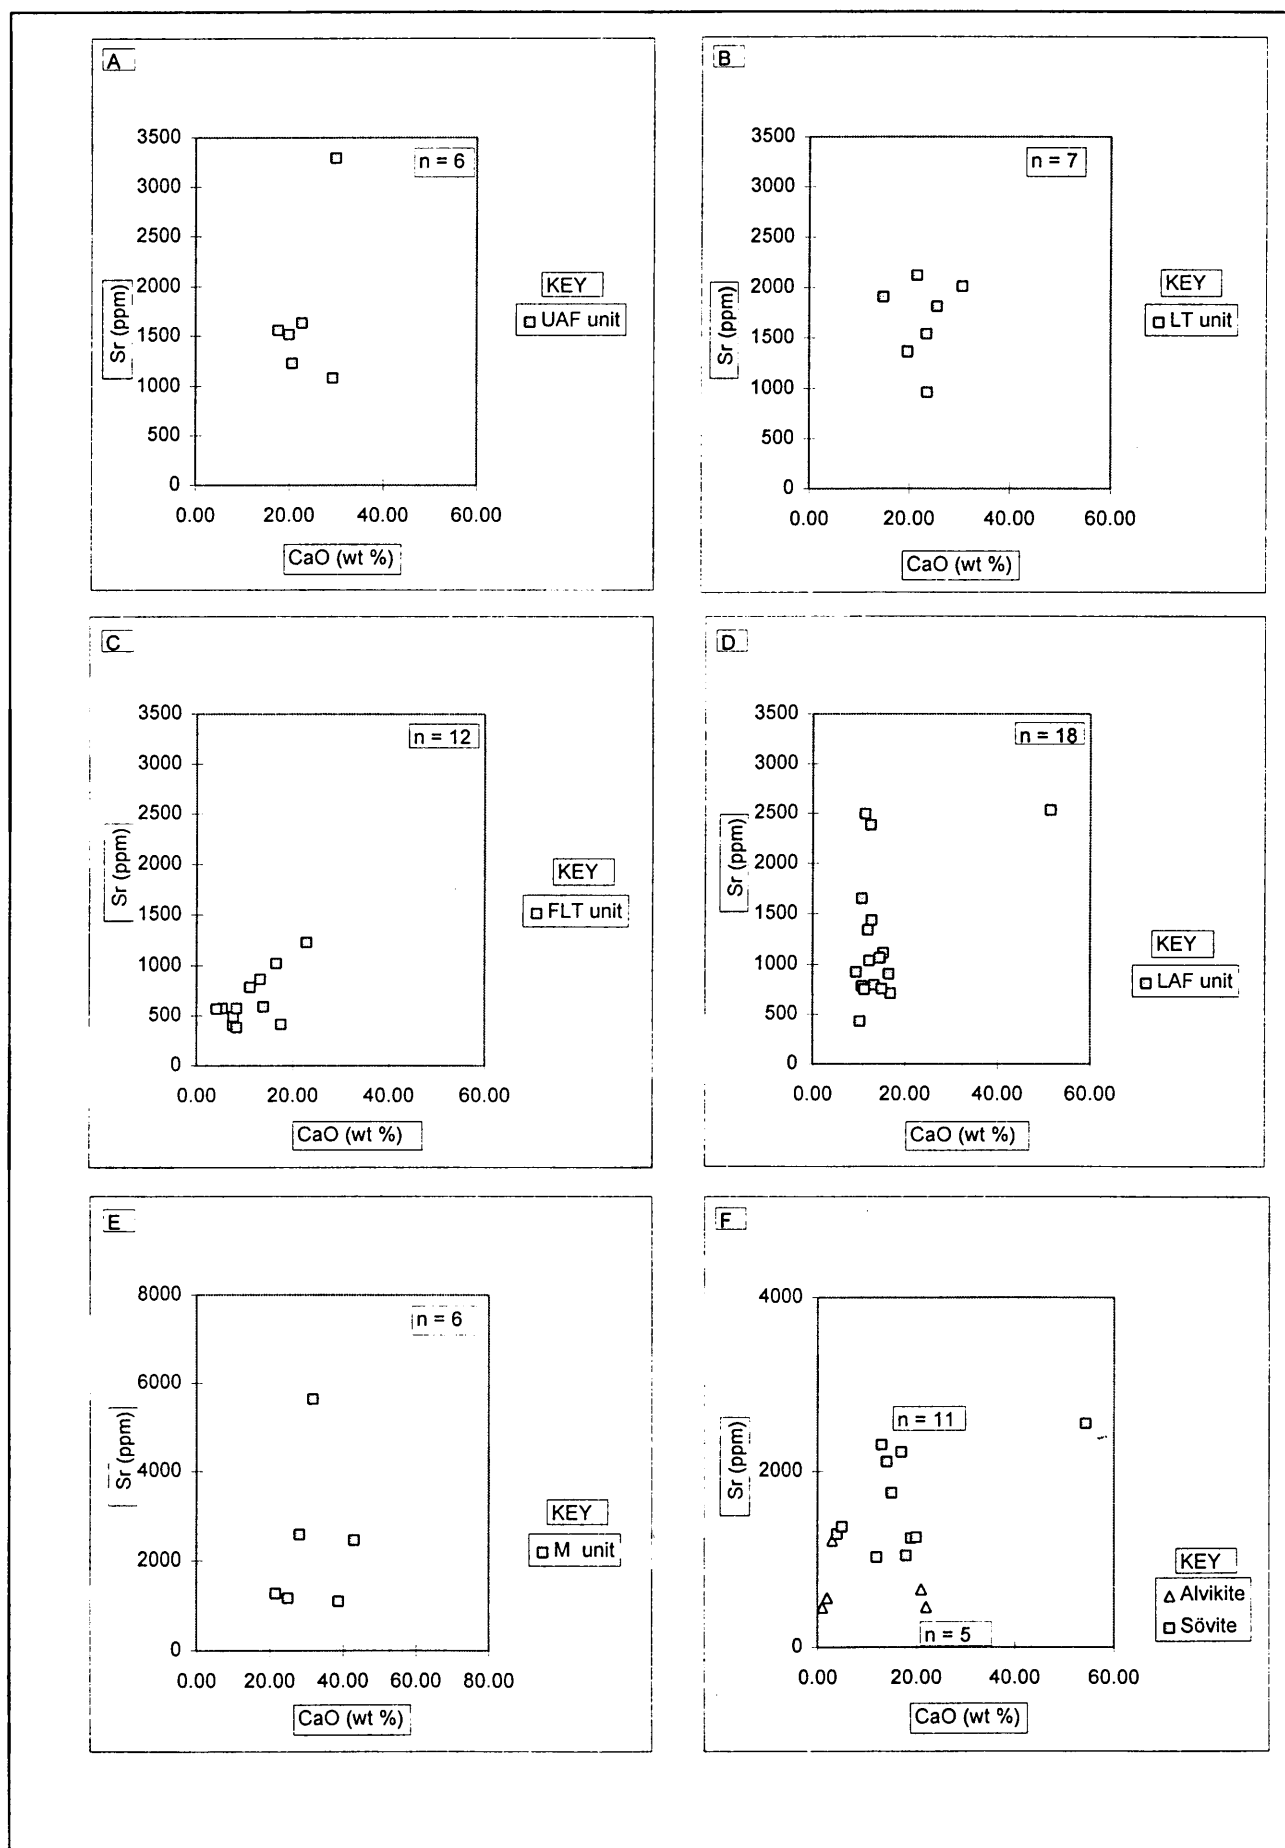 A
3500
3000
2500
2000
1500
1000
500
0
Sr (ppm)
n = 6
KEY
UAF unit
0.00 20.00 40.00 60.00
CaO (wt %)
B
3500
3000
2500
2000
1500
1000
500
0
Sr (ppm)
n = 7
KEY
LT unit
0.00 20.00 40.00 60.00
CaO (wt %)
C
3500
3000
2500
2000
1500
1000
500
0
Sr (ppm)
n = 12
KEY
FLT unit
0.00 20.00 40.00 60.00
CaO (wt %)
D
3500
3000
2500
2000
1500
1000
500
0
Sr (ppm)
n = 18
KEY
LAF unit
0.00 20.00 40.00 60.00
CaO (wt %)
E
8000
6000
4000
2000
0
Sr (ppm)
n = 6
KEY
M unit
0.00 20.00 40.00 60.00 80.00
CaO (wt %)
F
4000
2000
0
Sr (ppm)
n = 11
n = 5
KEY
Alvikite
Sövite
0.00 20.00 40.00 60.00
CaO (wt %)